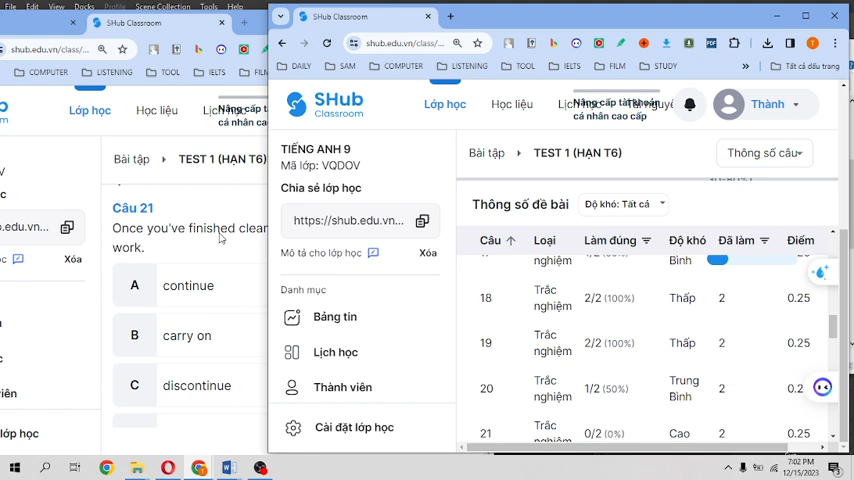 File Edit View Docks Profile Scene Collection Tools Help
SHub Classroom
shub.edu.vn/class/
COMPUTER LISTENING TOOL IELTS
Lớp học Học liệu
Nâng cấp tài
cá nhân cao
Bài tập TEST 1 (HẠN T6)
Câu 21
Once you've finished clean
work.
A continue
B carry on
C discontinue
Xóa
SHub Classroom
shub.edu.vn/class/...
DAILY SAM COMPUTER LISTENING TOOL IELTS FILM STUDY » Tất cả dấu trang
SHub
Classroom
Lớp học Học liệu
Nâng cấp tài khoản
cá nhân cao cấp
Thành
TIẾNG ANH 9
Mã lớp: VQDOV
Chia sẻ lớp học
https://shub.edu.vn...
Mô tả cho lớp học Xóa
Danh mục
Bảng tin
Lịch học
Thành viên
Cài đặt lớp học
Bài tập TEST 1 (HẠN T6)
Thông số câu
Thông số đề bài Độ khó: Tất cả
Câu Loại Làm đúng Độ khó Đã làm Điểm
nghiệm Bình
18 Trắc nghiệm 2/2 (100%) Thấp 2 0.25
19 Trắc nghiệm 2/2 (100%) Thấp 2 0.25
20 Trắc nghiệm 1/2 (50%) Trung Bình 2 0.25
21 Trắc nghiệm 0/2 (0%) Cao 2 0.25
7:02 PM
12/15/2023